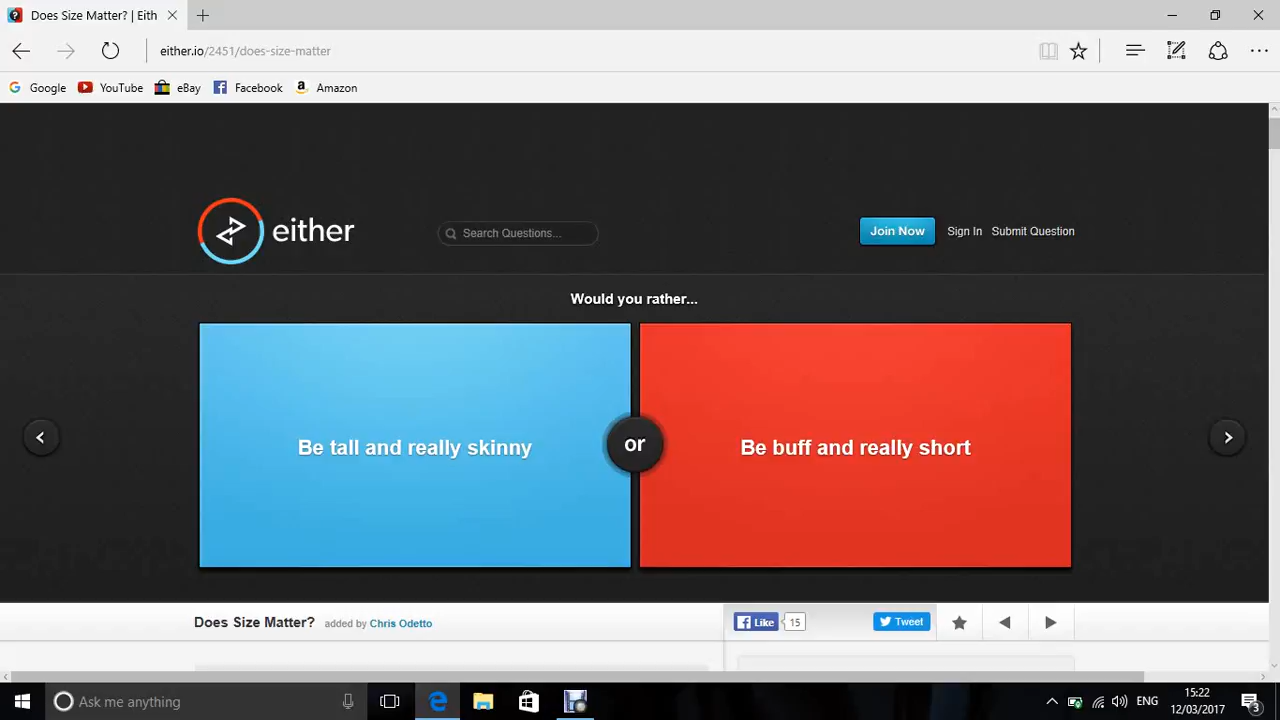 Does Size Matter? | Eith
either.io/2451/does-size-matter
Google YouTube eBay Facebook Amazon
either
Search Questions...
Join Now Sign In Submit Question
Would you rather...
Be tall and really skinny
or
Be buff and really short
Does Size Matter? added by Chris Odetto
Like 15
Tweet
Ask me anything
ENG
15:22
12/03/2017
3